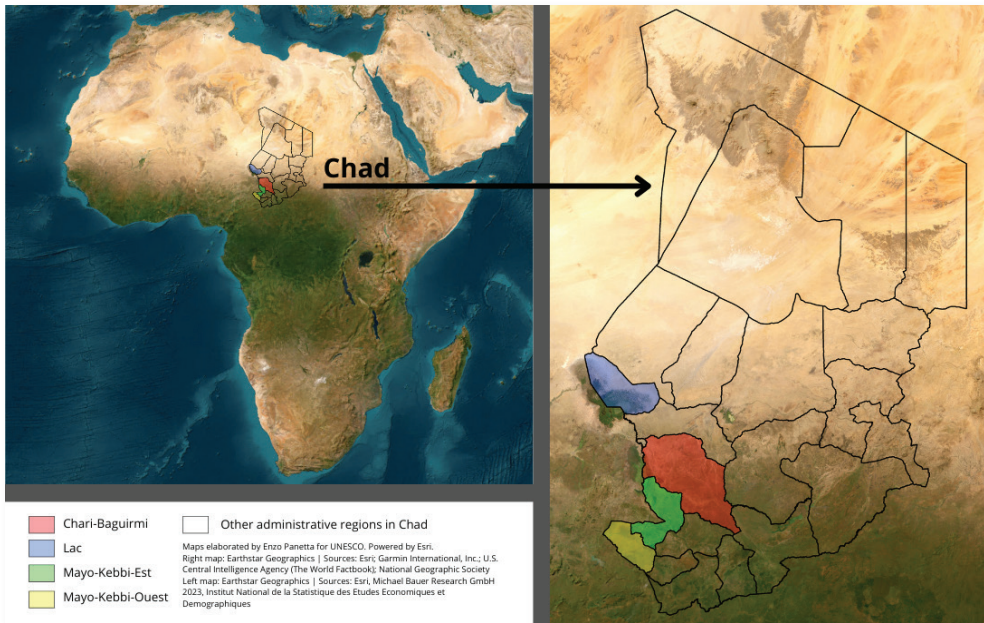 Chad
Chari-Baguirmi
Lac
Mayo-Kebbi-Est
Mayo-Kebbi-Ouest
Other administrative regions in Chad
Maps elaborated by Enzo Panetta for UNESCO. Powered by Esri.
Right map: Earthstar Geographics | Sources: Esri; Garmin International, Inc.; U.S.
Central Intelligence Agency (The World Factbook); National Geographic Society
Left map: Earthstar Geographics | Sources: Esri, Michael Bauer Research GmbH
2023, Institut National de la Statistique des Etudes Economiques et
Demographiques